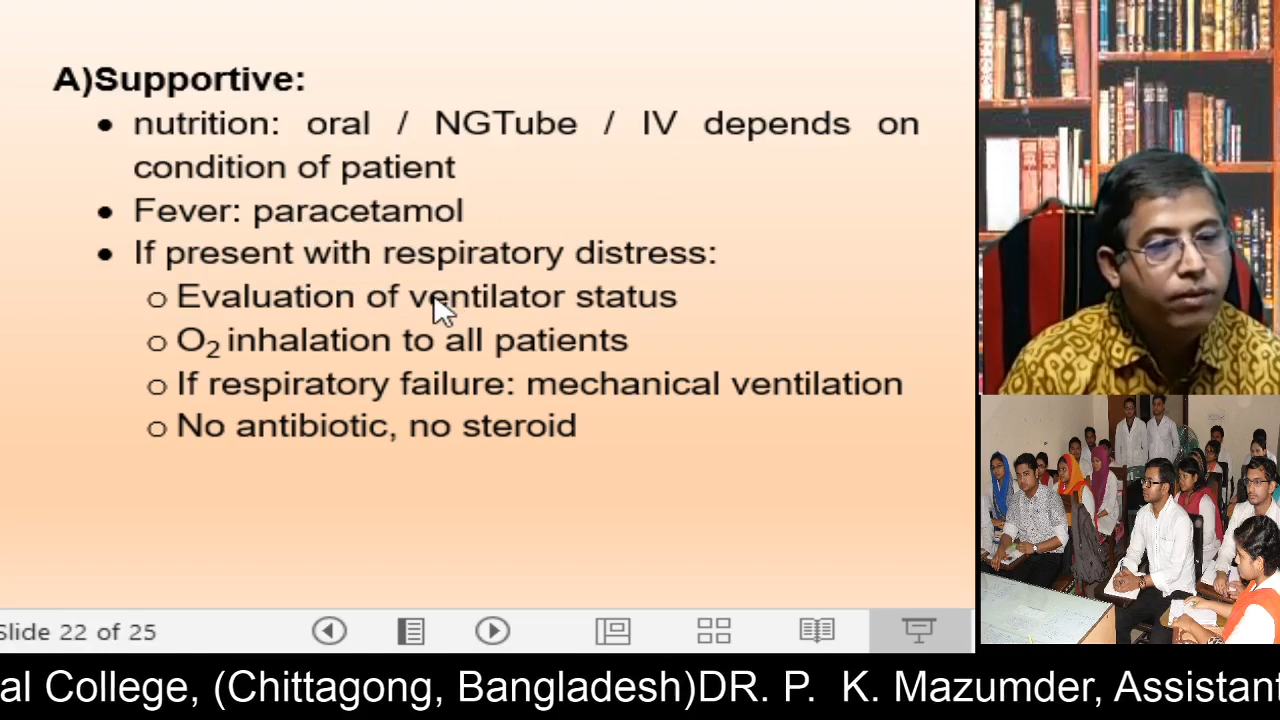 A)Supportive:
• nutrition: oral / NGTube / IV depends on
condition of patient
• Fever: paracetamol
• If present with respiratory distress:
o Evaluation of ventilator status
o O2 inhalation to all patients
o If respiratory failure: mechanical ventilation
o No antibiotic, no steroid
Slide 22 of 25
al College, (Chittagong, Bangladesh)DR. P. K. Mazumder, Assistant